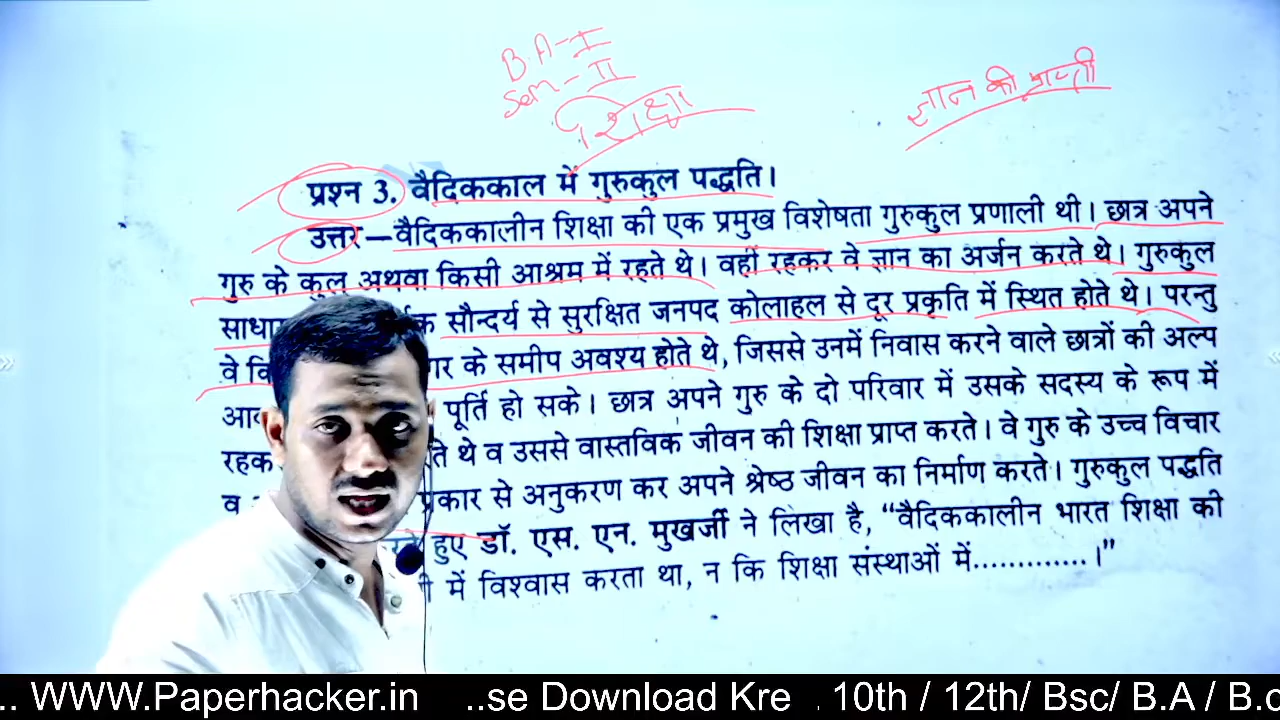 B.A-I
Sem-II
शिक्षा
ज्ञान की प्राप्ती
प्रश्न 3. वैदिककाल में गुरुकुल पद्धति।
उत्तर—वैदिककालीन शिक्षा की एक प्रमुख विशेषता गुरुकुल प्रणाली थी। छात्र अपने
गुरु के कुल अथवा किसी आश्रम में रहते थे। वहीं रहकर वे ज्ञान का अर्जन करते थे। गुरुकुल
सौन्दर्य से सुरक्षित जनपद कोलाहल से दूर प्रकृति में स्थित होते थे। परन्तु
वे के समीप अवश्य होते थे, जिससे उनमें निवास करने वाले छात्रों की अल्प
पूर्ति हो सके। छात्र अपने गुरु के दो परिवार में उसके सदस्य के रूप में
थे व उससे वास्तविक जीवन की शिक्षा प्राप्त करते। वे गुरु के उच्च विचार
व प्रकार से अनुकरण कर अपने श्रेष्ठ जीवन का निर्माण करते। गुरुकुल पद्धति
हुए डॉ. एस. एन. मुखर्जी ने लिखा है, “वैदिककालीन भारत शिक्षा की
में विश्वास करता था, न कि शिक्षा संस्थाओं में..............।”
.. WWW.Paperhacker.in ..se Download Kre . 10th / 12th/ Bsc/ B.A / B.c